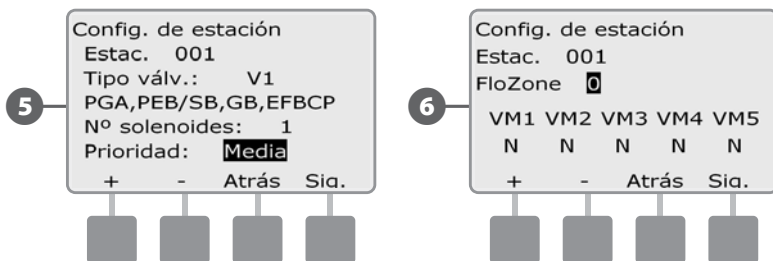 5
Config. de estación
Estac. 001
Tipo válv.: V1
PGA,PEB/SB,GB,EFBCP
Nº solenoides: 1
Prioridad: Media
+ - Atrás Sig.
6
Config. de estación
Estac. 001
FloZone 0
VM1 VM2 VM3 VM4 VM5
N N N N N
+ - Atrás Sig.